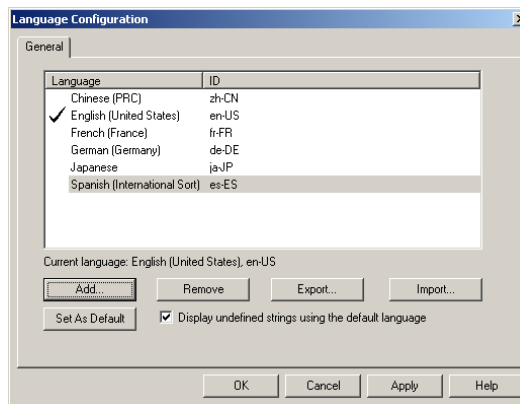 Language Configuration
General
Language ID
Chinese (PRC) zh-CN
English (United States) en-US
French (France) fr-FR
German (Germany) de-DE
Japanese ja-JP
Spanish (International Sort) es-ES
Current language: English (United States), en-US
Add... Remove Export... Import...
Set As Default Display undefined strings using the default language
OK Cancel Apply Help